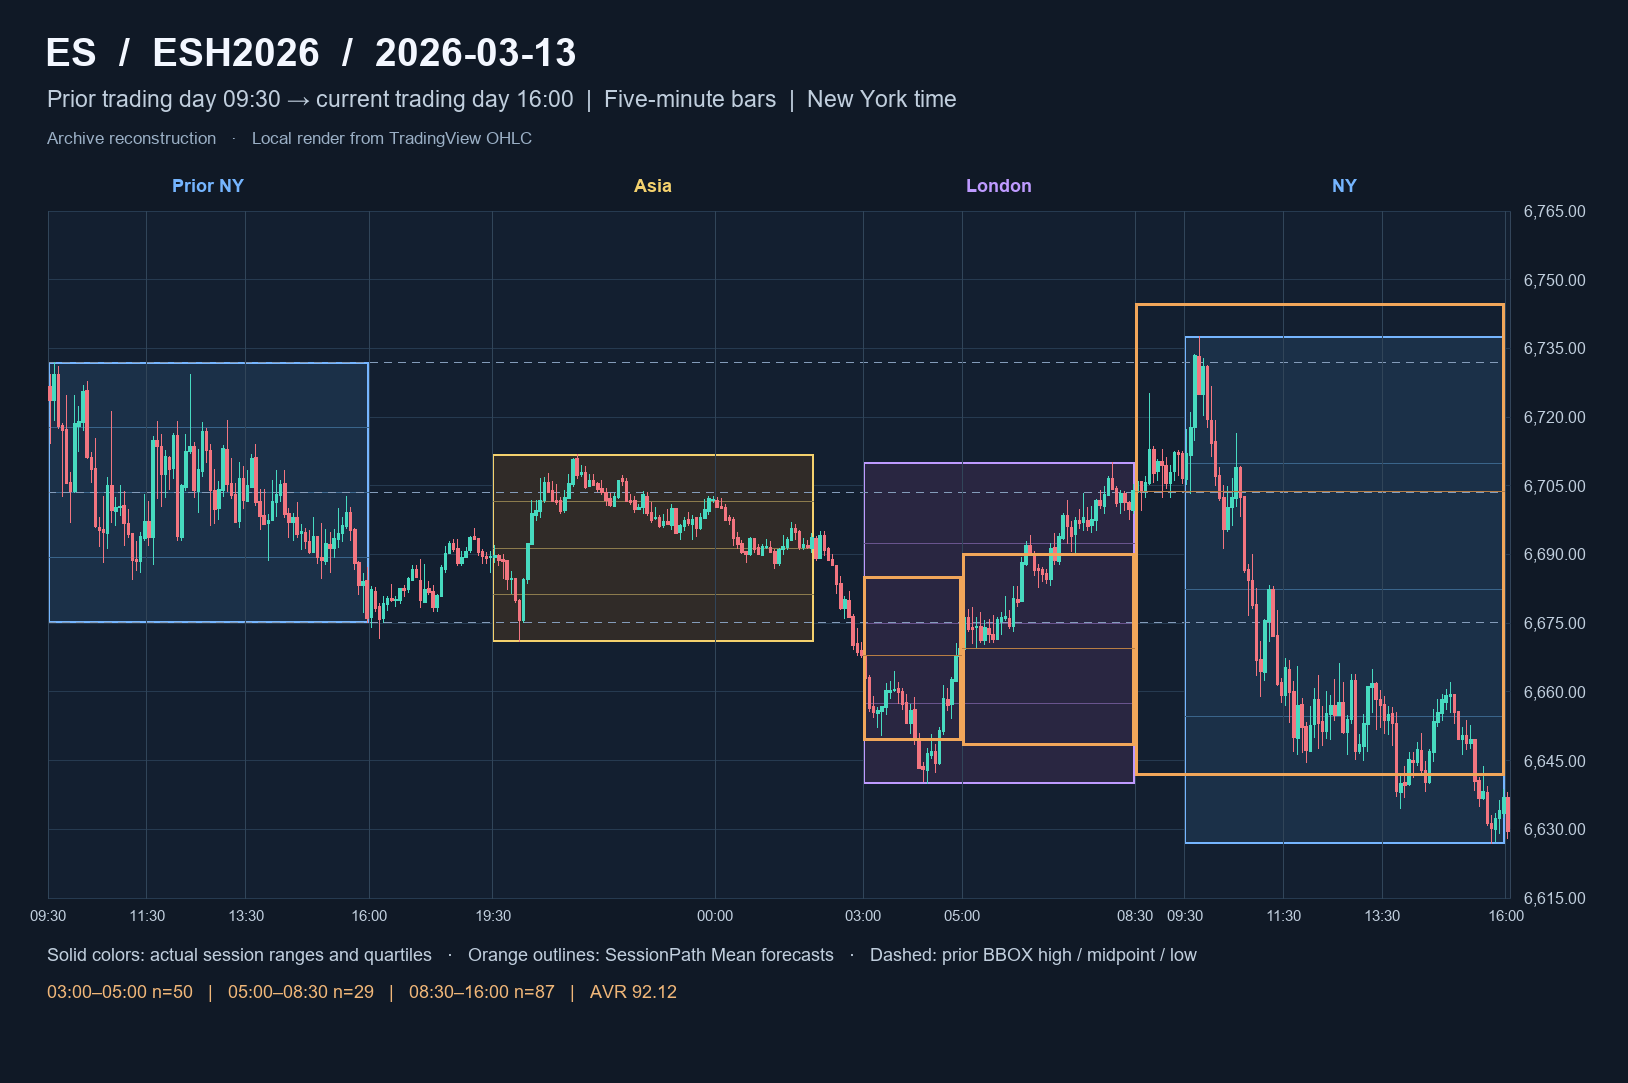 ES / ESH2026 / 2026-03-13
Prior trading day 09:30 → current trading day 16:00 | Five-minute bars | New York time
Archive reconstruction · Local render from TradingView OHLC
Prior NY Asia London NY
6,765.00
6,750.00
6,735.00
6,720.00
6,705.00
6,690.00
6,675.00
6,660.00
6,645.00
6,630.00
6,615.00
09:30 11:30 13:30 16:00 19:30 00:00 03:00 05:00 08:30 09:30 11:30 13:30 16:00
Solid colors: actual session ranges and quartiles · Orange outlines: SessionPath Mean forecasts · Dashed: prior BBOX high / midpoint / low
03:00–05:00 n=50 | 05:00–08:30 n=29 | 08:30–16:00 n=87 | AVR 92.12